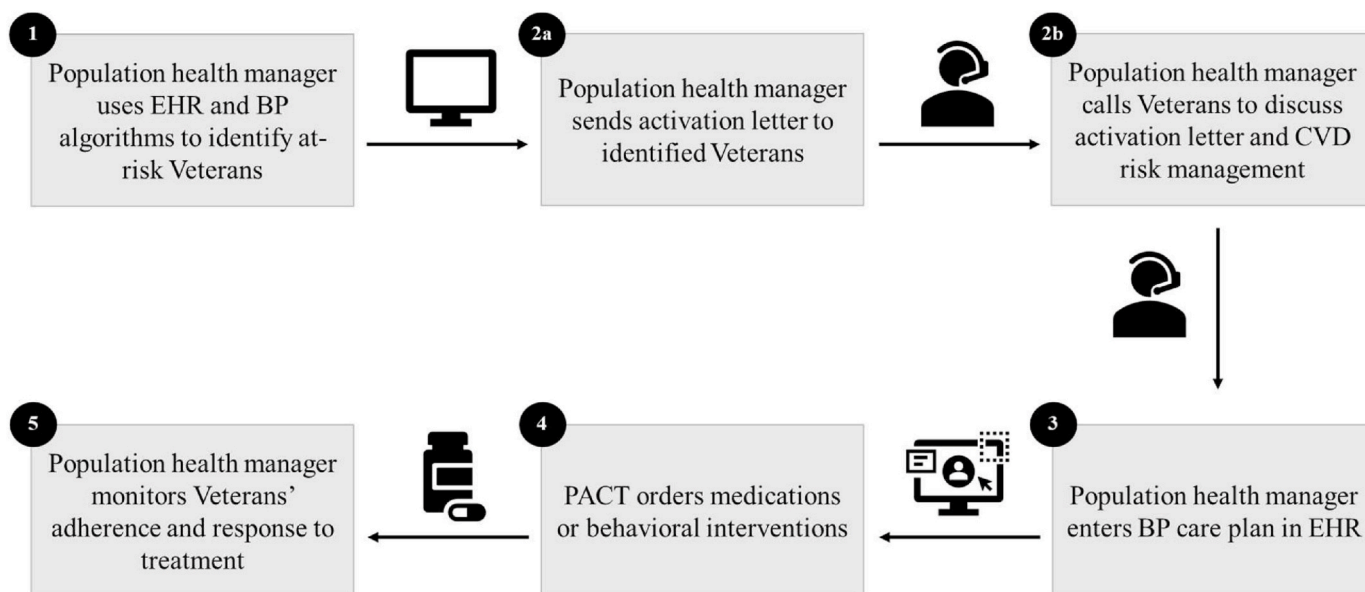 1
Population health manager
uses EHR and BP
algorithms to identify at-
risk Veterans
2a
Population health manager
sends activation letter to
identified Veterans
2b
Population health manager
calls Veterans to discuss
activation letter and CVD
risk management
3
Population health manager
enters BP care plan in EHR
4
PACT orders medications
or behavioral interventions
5
Population health manager
monitors Veterans’
adherence and response to
treatment